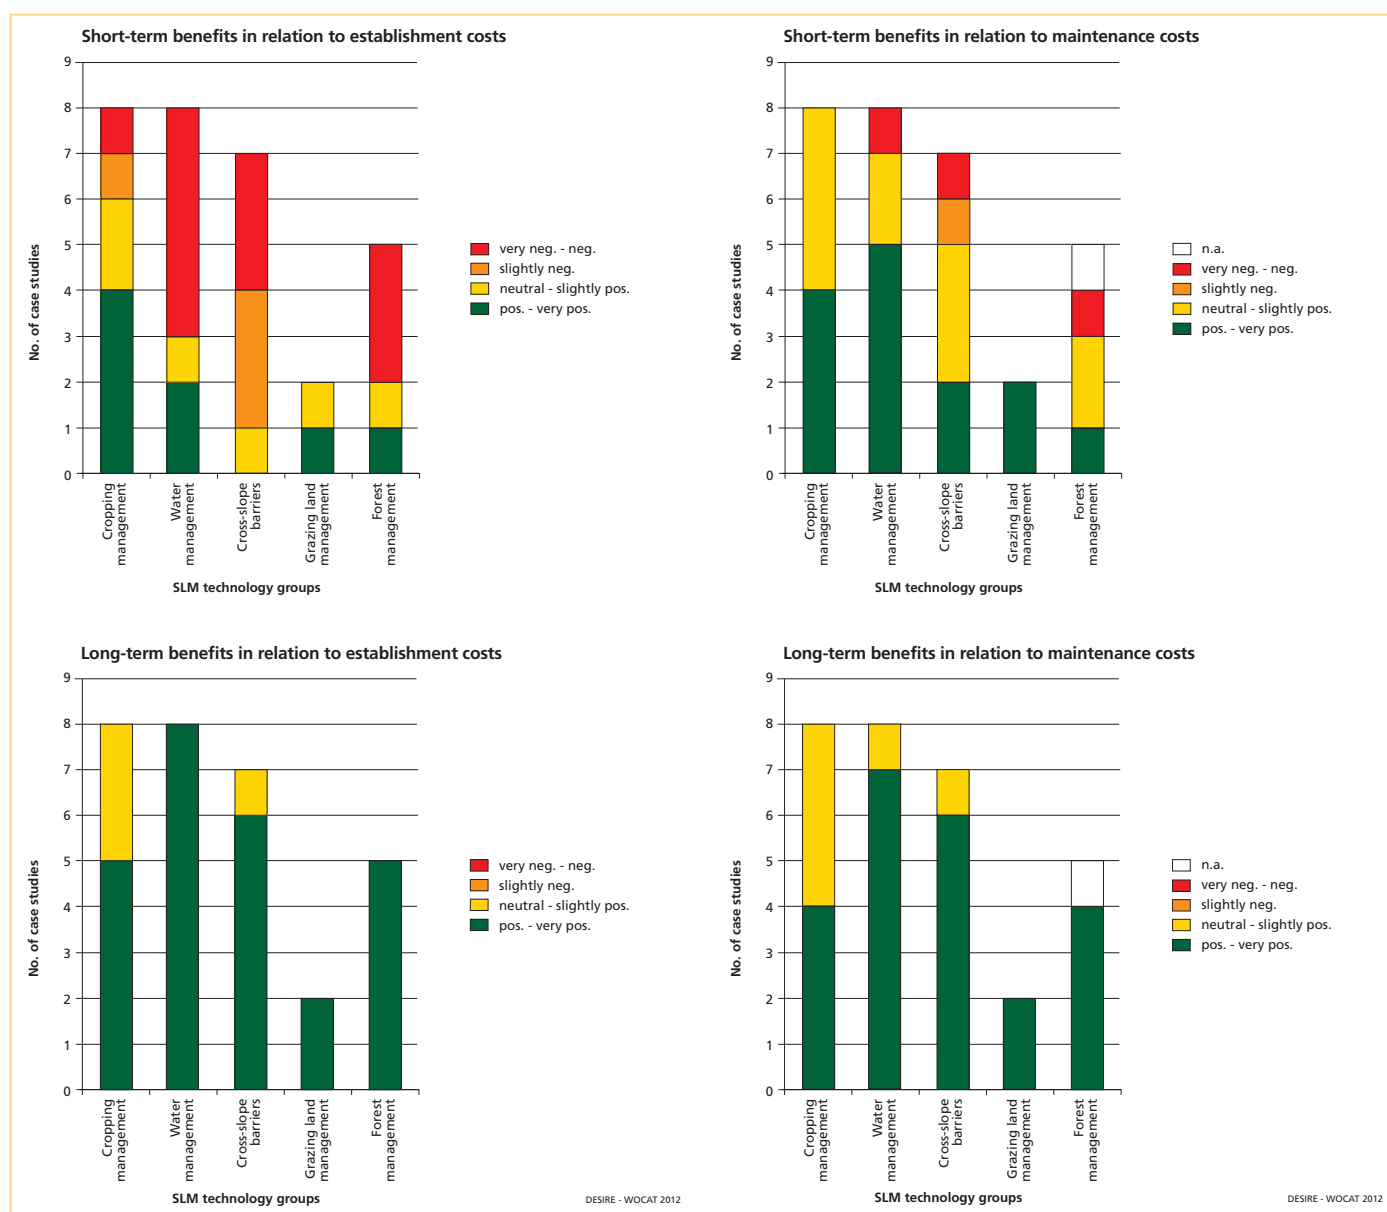 Short-term benefits in relation to establishment costs
9
8
7
6
5
4
3
2
1
0
No. of case studies
Cropping
management
Water
management
Cross-slope
barriers
Grazing land
management
Forest
management
SLM technology groups
very neg. - neg.
slightly neg.
neutral - slightly pos.
pos. - very pos.
Short-term benefits in relation to maintenance costs
9
8
7
6
5
4
3
2
1
0
No. of case studies
Cropping
management
Water
management
Cross-slope
barriers
Grazing land
management
Forest
management
SLM technology groups
n.a.
very neg. - neg.
slightly neg.
neutral - slightly pos.
pos. - very pos.
Long-term benefits in relation to establishment costs
9
8
7
6
5
4
3
2
1
0
No. of case studies
Cropping
management
Water
management
Cross-slope
barriers
Grazing land
management
Forest
management
SLM technology groups
very neg. - neg.
slightly neg.
neutral - slightly pos.
pos. - very pos.
DESIRE - WOCAT 2012
Long-term benefits in relation to maintenance costs
9
8
7
6
5
4
3
2
1
0
No. of case studies
Cropping
management
Water
management
Cross-slope
barriers
Grazing land
management
Forest
management
SLM technology groups
n.a.
very neg. - neg.
slightly neg.
neutral - slightly pos.
pos. - very pos.
DESIRE - WOCAT 2012